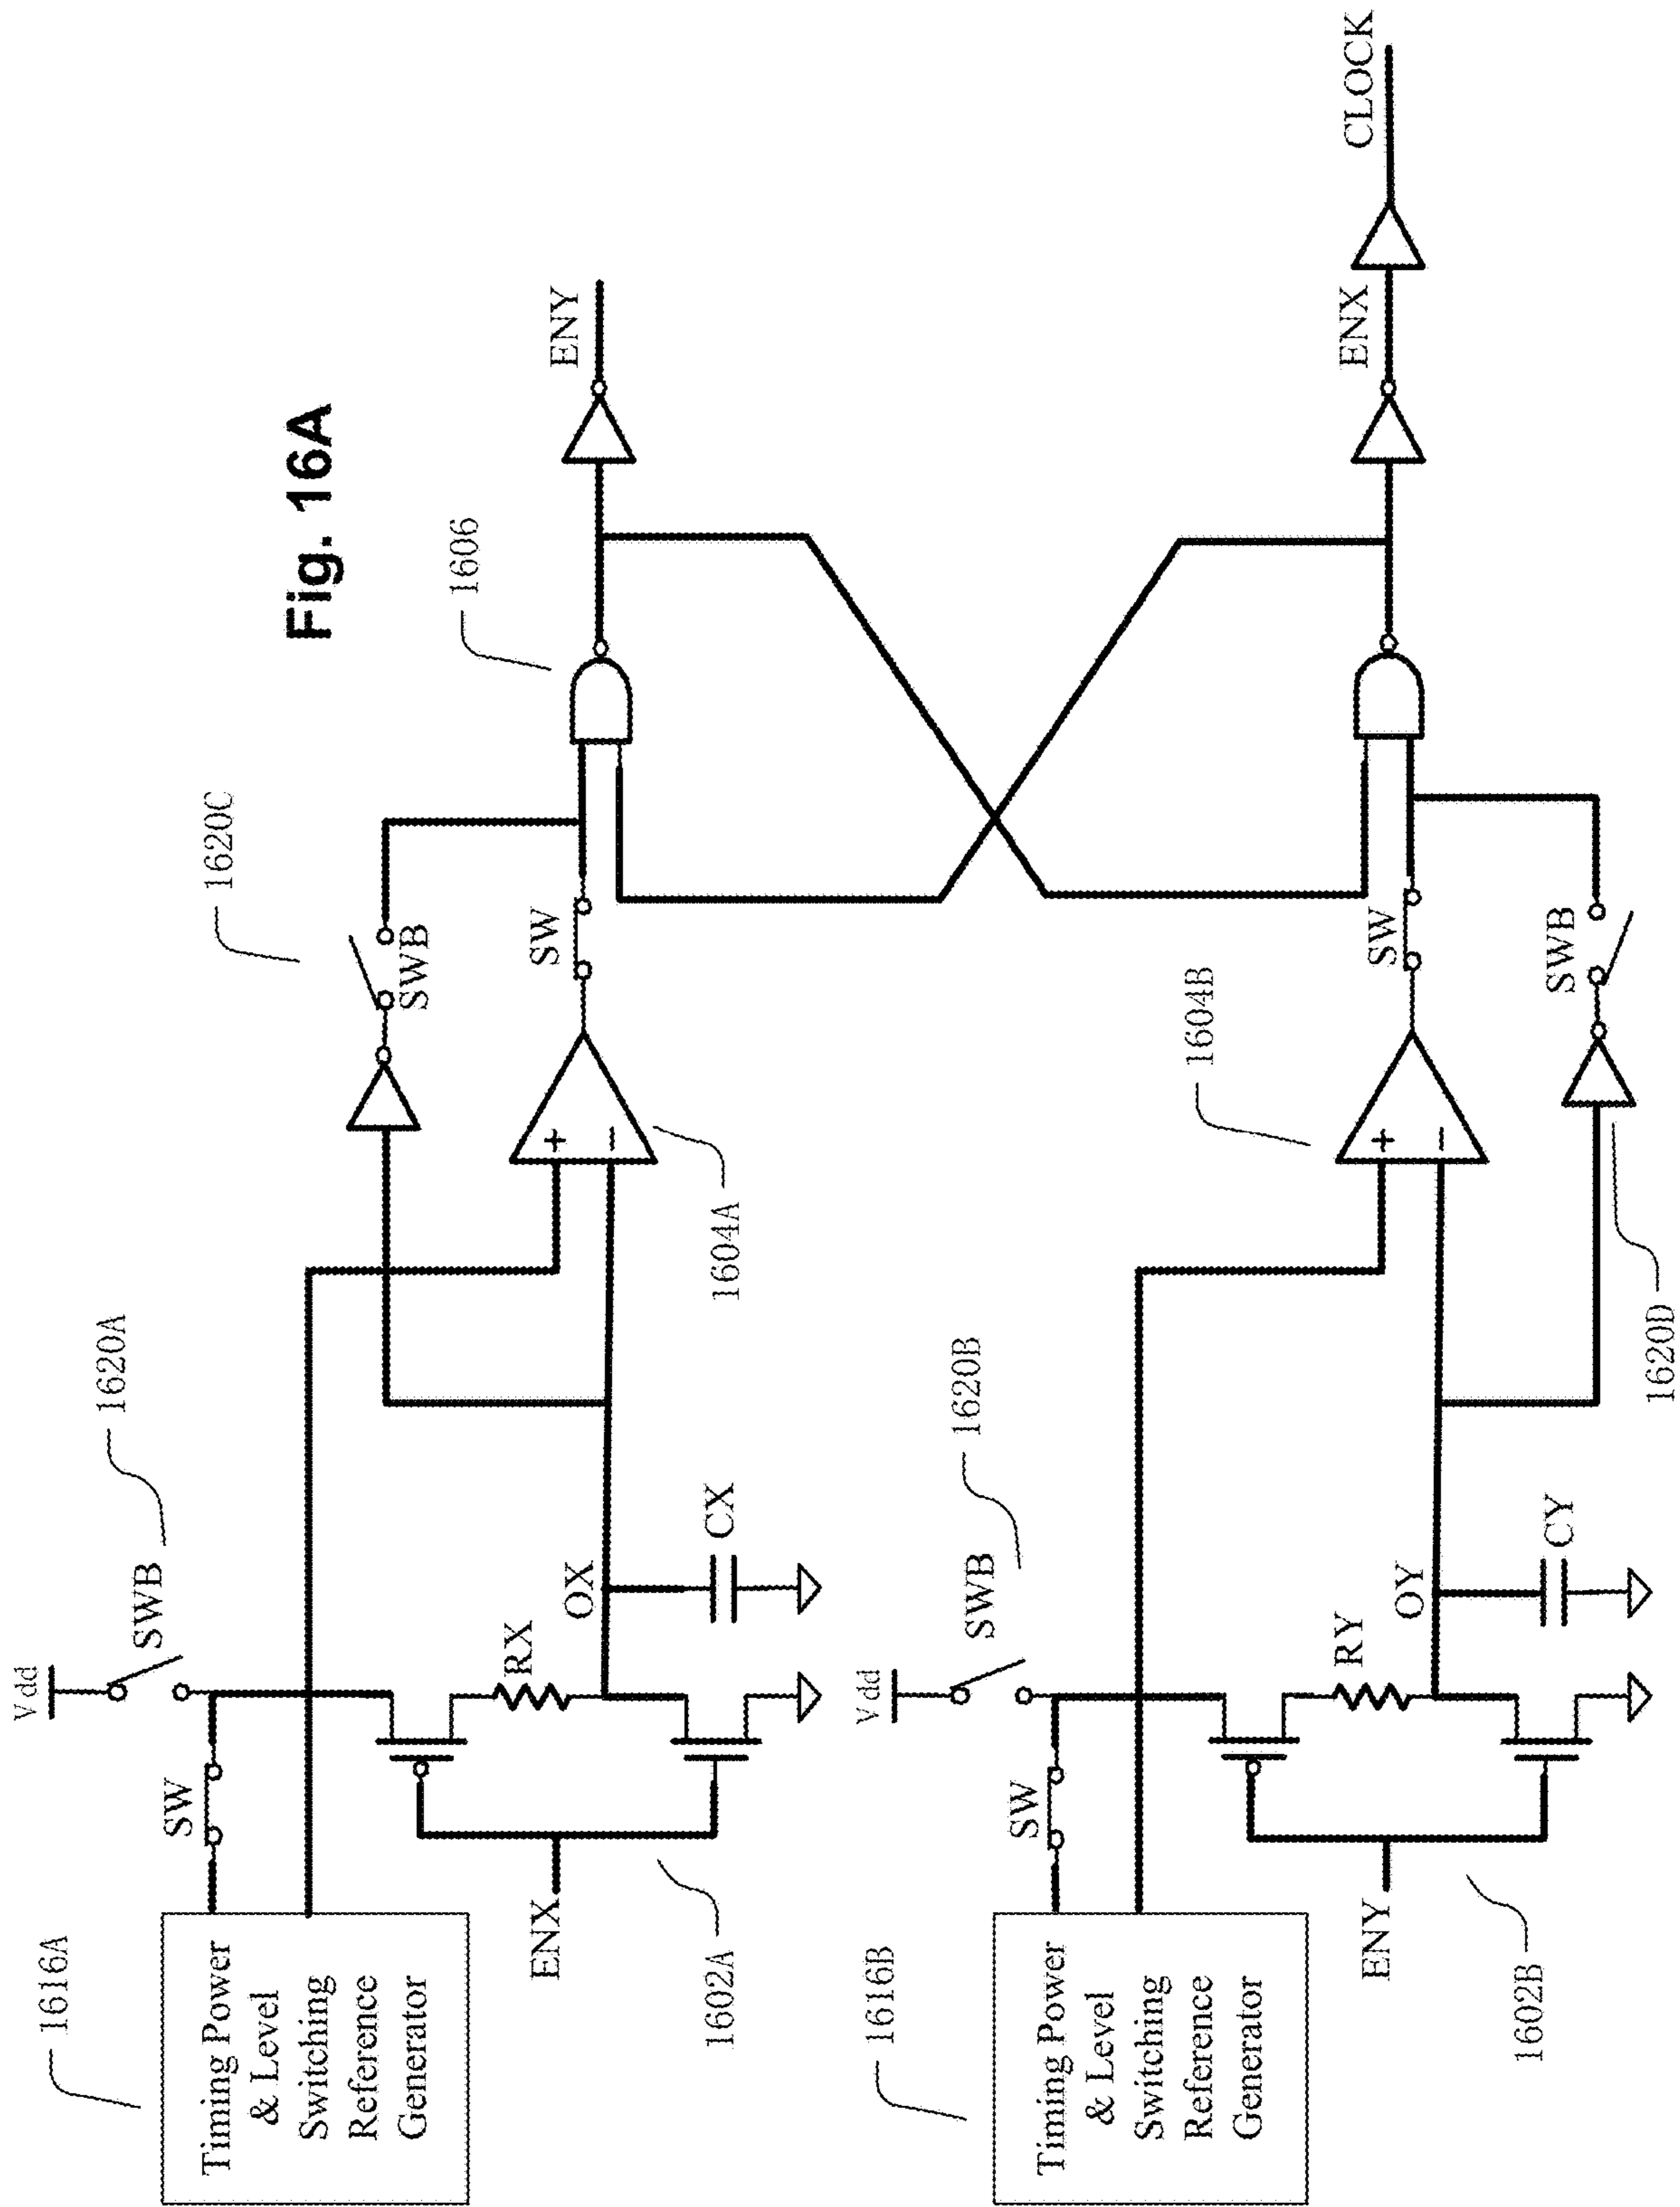 Fig. 16A
1616A
Timing Power
& Level
Switching
Reference
Generator
SW
Vdd
SWB
1620A
ENX
1602A
RX
OX
CX
1604A
+
−
SWB
1620C
SW
1606
ENY
1616B
Timing Power
& Level
Switching
Reference
Generator
SW
Vdd
SWB
1620B
ENY
1602B
RY
OY
CY
1604B
+
−
SW
SWB
1620D
ENX
CLOCK